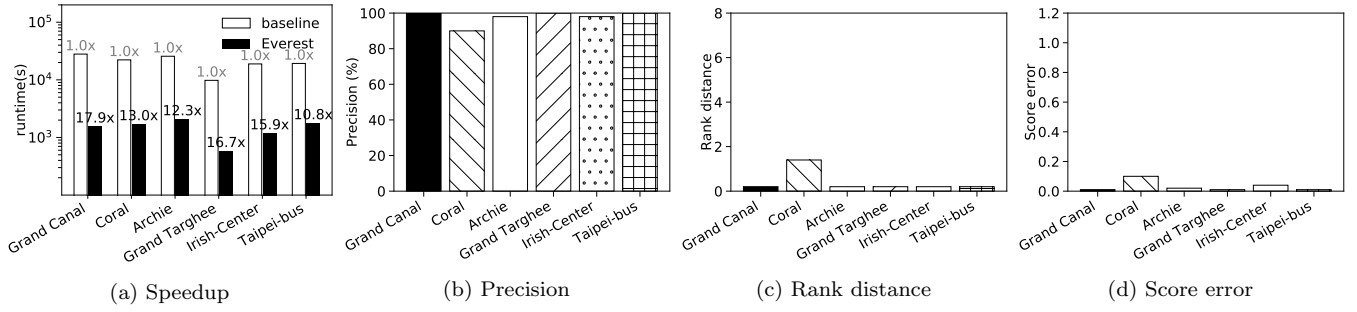 10^5
10^4
10^3
runtime(s)
baseline
Everest
1.0x
1.0x
1.0x
1.0x
1.0x
1.0x
17.9x
13.0x
12.3x
16.7x
15.9x
10.8x
Grand Canal
Coral
Archie
Grand Targhee
Irish-Center
Taipei-bus
(a) Speedup
100
80
60
40
20
0
Precision (%)
Grand Canal
Coral
Archie
Grand Targhee
Irish-Center
Taipei-bus
(b) Precision
8
6
4
2
0
Rank distance
Grand Canal
Coral
Archie
Grand Targhee
Irish-Center
Taipei-bus
(c) Rank distance
1.2
1.0
0.8
0.6
0.4
0.2
0.0
Score error
Grand Canal
Coral
Archie
Grand Targhee
Irish-Center
Taipei-bus
(d) Score error